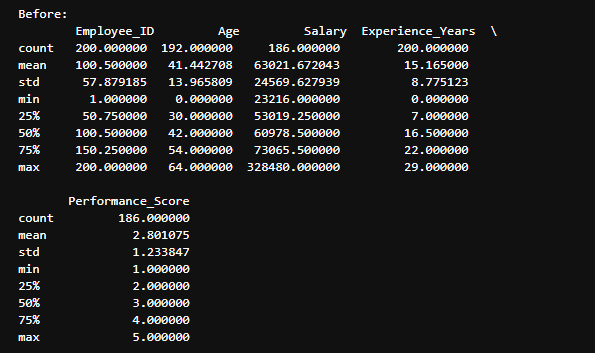 Before:
Employee_ID Age Salary Experience_Years \
count 200.000000 192.000000 186.000000 200.000000
mean 100.500000 41.442708 63021.672043 15.165000
std 57.879185 13.965809 24569.627939 8.775123
min 1.000000 0.000000 23216.000000 0.000000
25% 50.750000 30.000000 53019.250000 7.000000
50% 100.500000 42.000000 60978.500000 16.500000
75% 150.250000 54.000000 73065.500000 22.000000
max 200.000000 64.000000 328480.000000 29.000000
Performance_Score
count 186.000000
mean 2.801075
std 1.233847
min 1.000000
25% 2.000000
50% 3.000000
75% 4.000000
max 5.000000